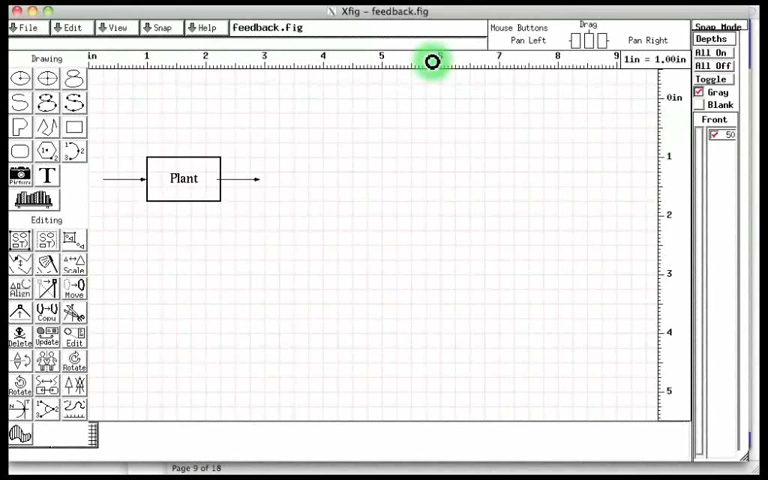 Xfig – feedback.fig
File Edit View Snap Help feedback.fig
Mouse Buttons
Drag
Pan Left Pan Right
Snap Mode
Depths
All On
All Off
Toggle
Gray
Blank
Front
50
Drawing
in 1 2 3 4 5 6 7 8 9
1in = 1.00in
0in
1
2
3
4
5
Plant
Picture
T
Editing
Scale
Align
Move
Copy
Delete
Update
Edit
Rotate
Rotate
Page 9 of 18